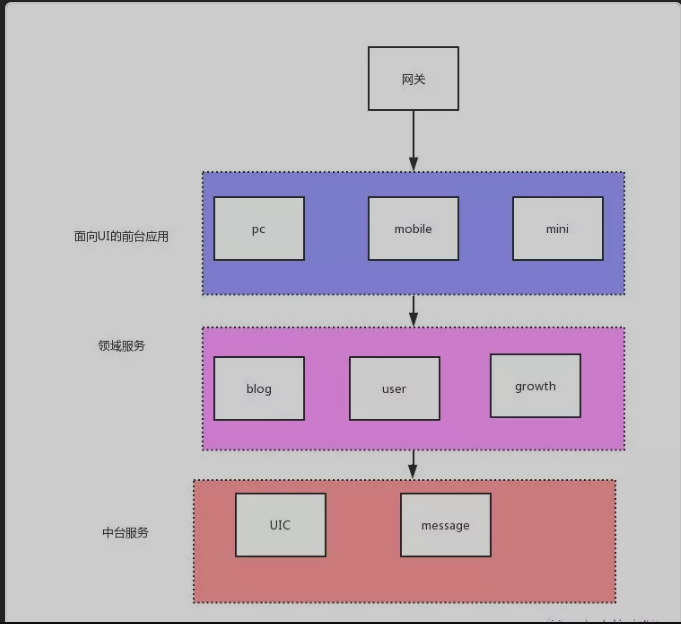 网关
面向UI的前台应用
pc
mobile
mini
领域服务
blog
user
growth
中台服务
UIC
message